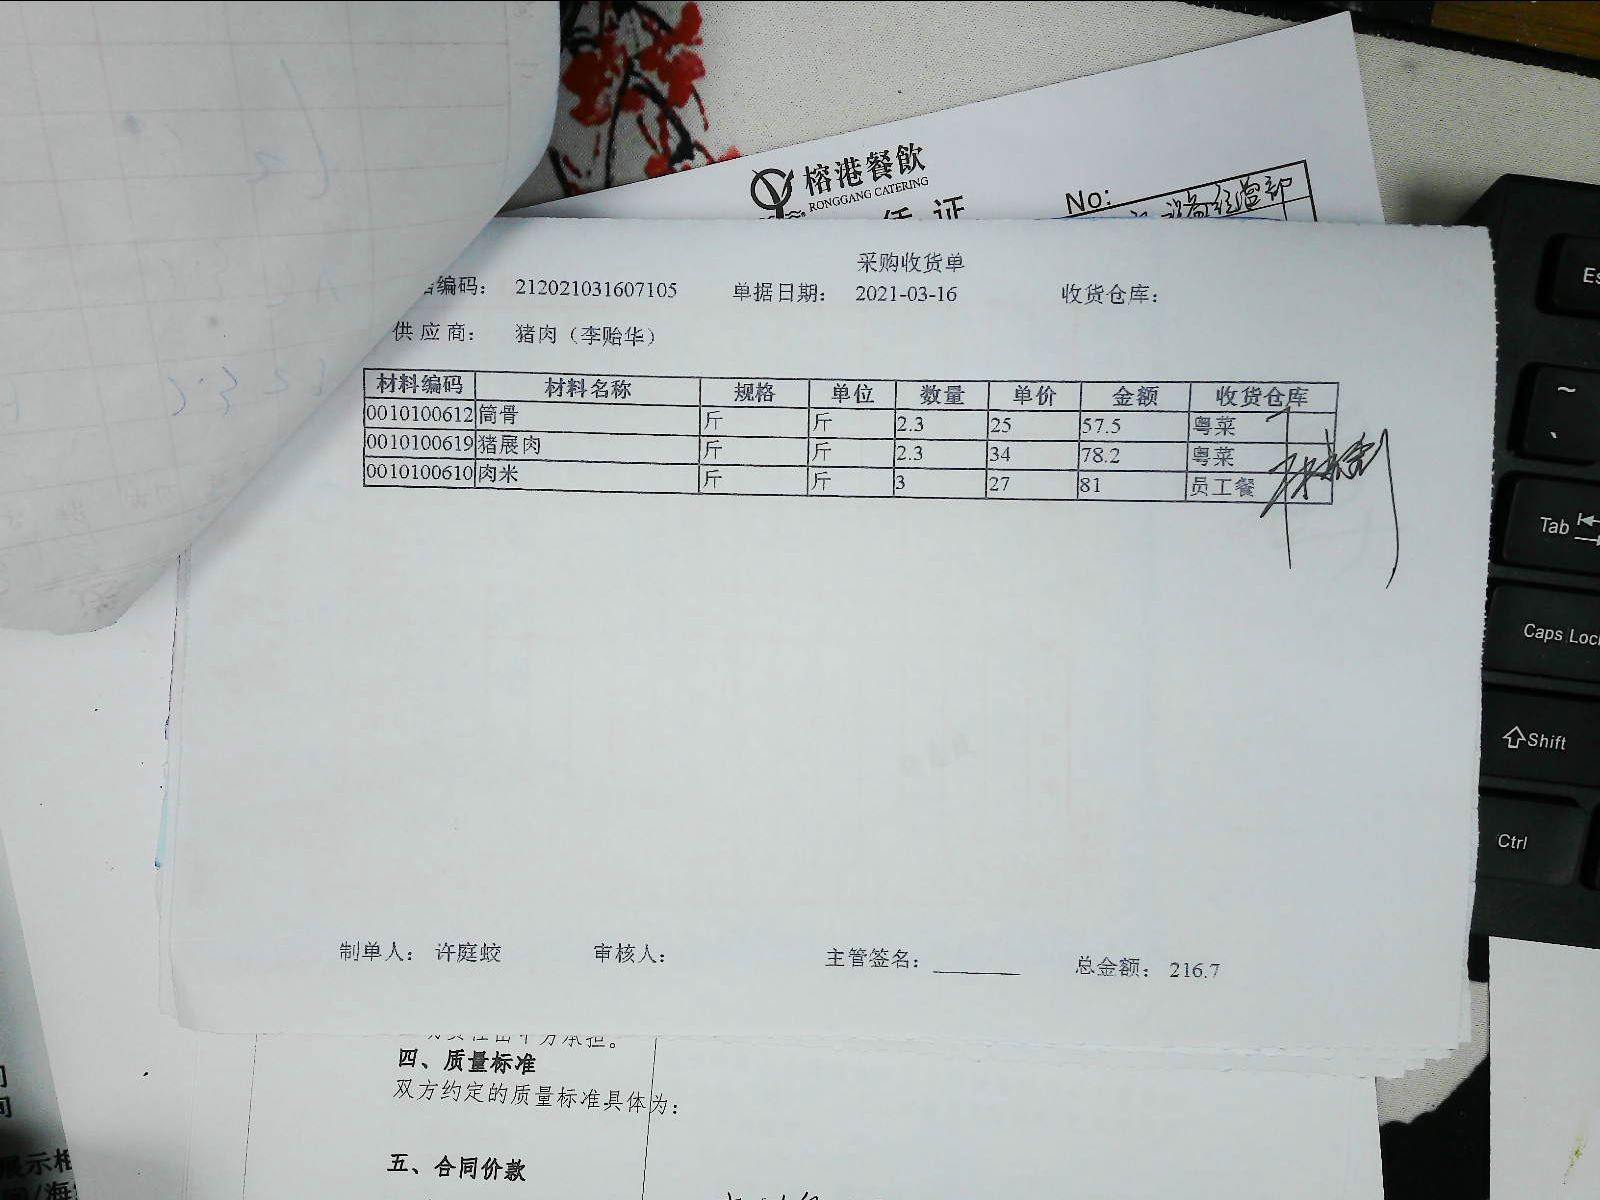 榕港餐飲
RONGGANG CATERING
No:
凭 证
采购收货单
编码： 212021031607105 单据日期： 2021-03-16 收货仓库：
供应商： 猪肉（李贻华）
材料编码 材料名称 规格 单位 数量 单价 金额 收货仓库
0010100612 筒骨 斤 斤 2.3 25 57.5 粤菜
0010100619 猪展肉 斤 斤 2.3 34 78.2 粤菜
0010100610 肉米 斤 斤 3 27 81 员工餐
制单人： 许庭蛟 审核人： 主管签名： 总金额： 216.7
四、质量标准
双方约定的质量标准具体为：
五、合同价款
Tab
Caps Loc
Shift
Ctrl